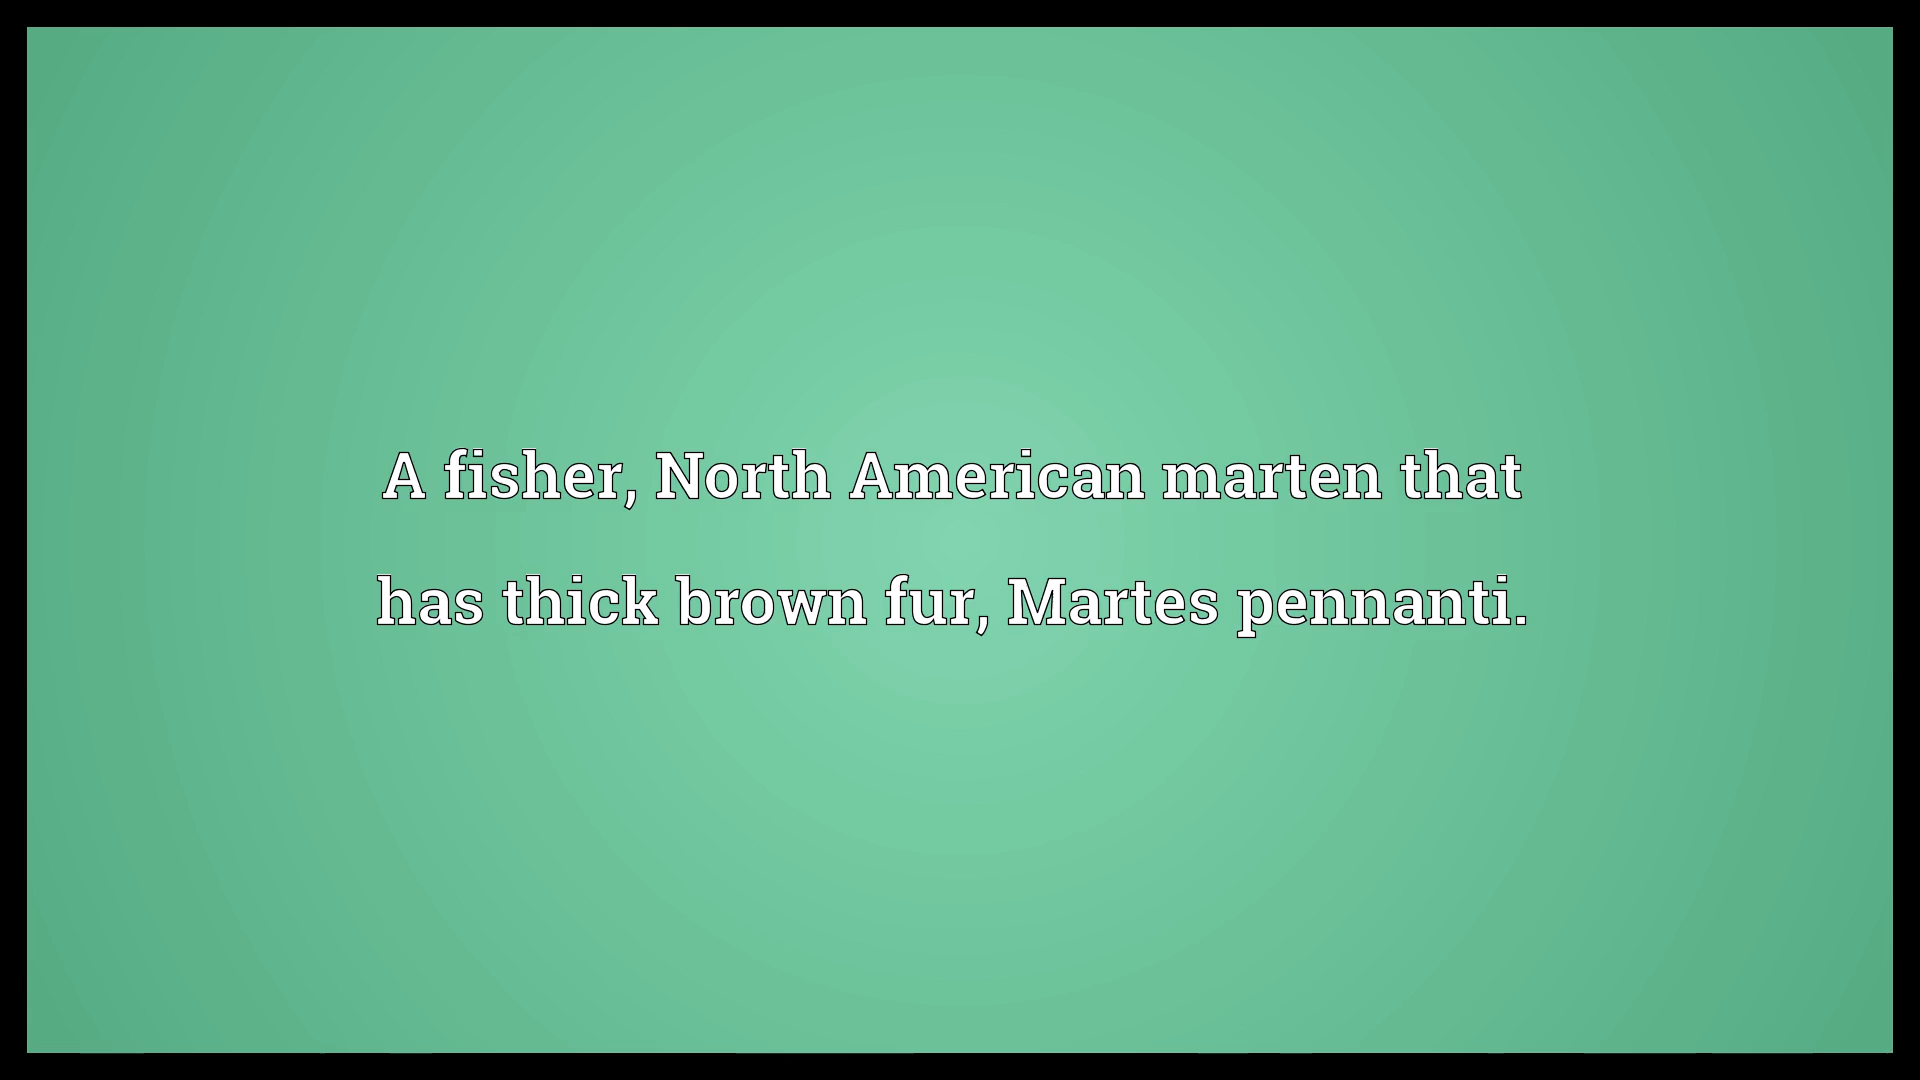 A fisher, North American marten that
has thick brown fur, Martes pennanti.